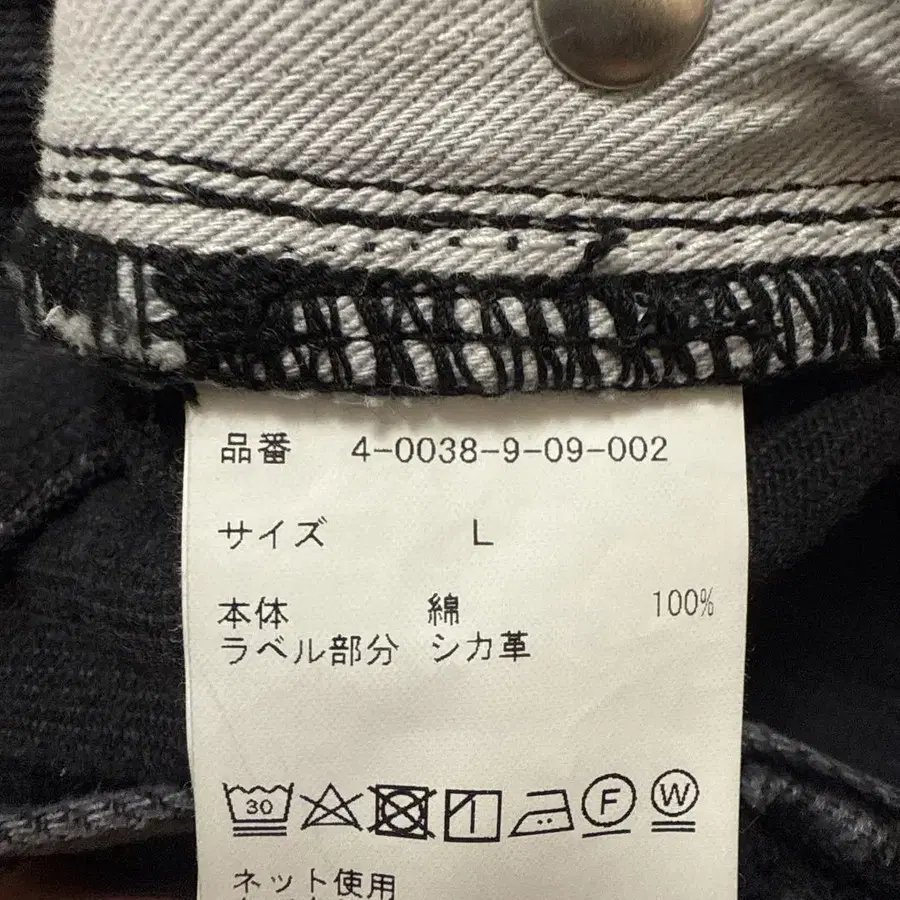 品番 4-0038-9-09-002
サイズ L
本体 綿 100%
ラベル部分 シカ革
30 F W
ネット使用